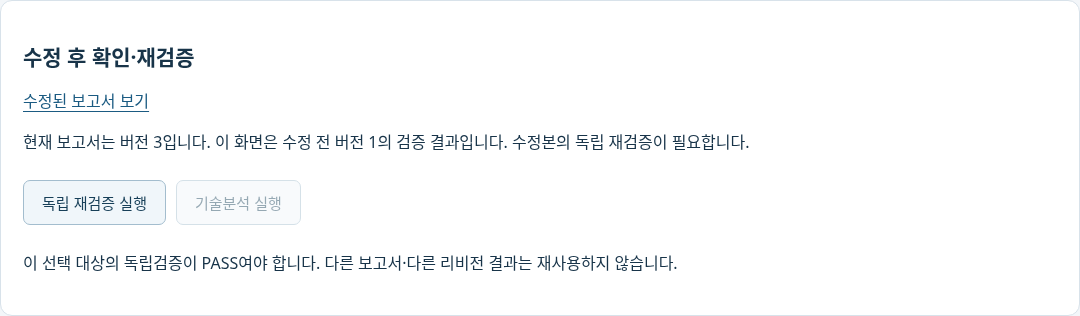 수정 후 확인·재검증
수정된 보고서 보기
현재 보고서는 버전 3입니다. 이 화면은 수정 전 버전 1의 검증 결과입니다. 수정본의 독립 재검증이 필요합니다.
독립 재검증 실행
기술분석 실행
이 선택 대상의 독립검증이 PASS여야 합니다. 다른 보고서·다른 리비전 결과는 재사용하지 않습니다.